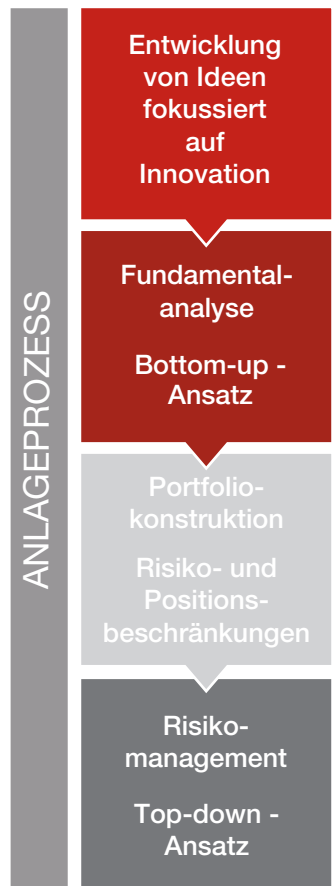 ANLAGEPROZESS
Entwicklung
von Ideen
fokussiert
auf
Innovation
Fundamental-
analyse
Bottom-up -
Ansatz
Portfolio-
konstruktion
Risiko- und
Positions-
beschränkungen
Risiko-
management
Top-down -
Ansatz